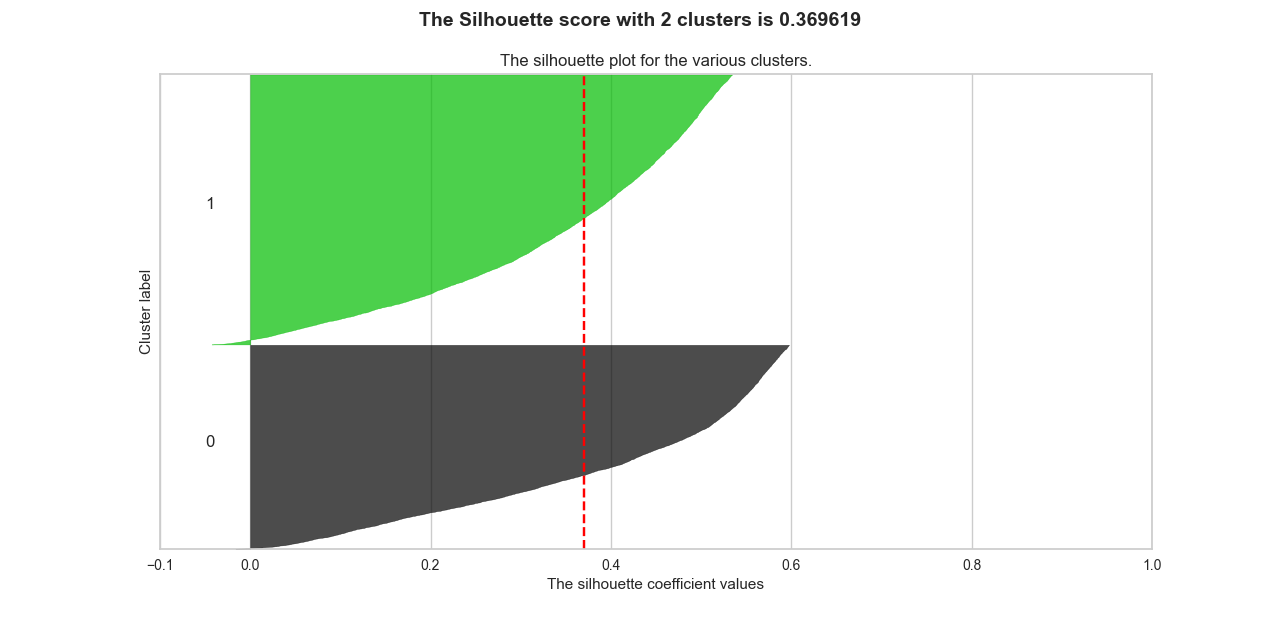 The Silhouette score with 2 clusters is 0.369619
The silhouette plot for the various clusters.
1
0
Cluster label
−0.1 0.0 0.2 0.4 0.6 0.8 1.0
The silhouette coefficient values